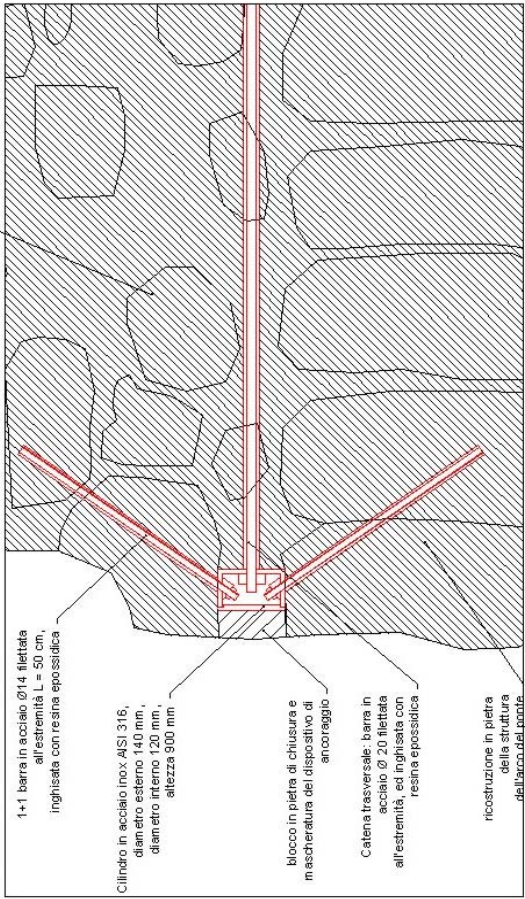 1+1 barra in acciaio Ø14 filettata
all'estremità L = 50 cm,
inghisata con resina epossidica
Cilindro in acciaio inox AISI 316,
diametro esterno 140 mm,
diametro interno 120 mm,
altezza 900 mm
blocco in pietra di chiusura e
mascheratura del dispositivo di
ancoraggio
Catena trasversale: barra in
acciaio Ø 20 filettata
all'estremità, ed inghisata con
resina epossidica
ricostruzione in pietra
della struttura
dell'arco del ponte